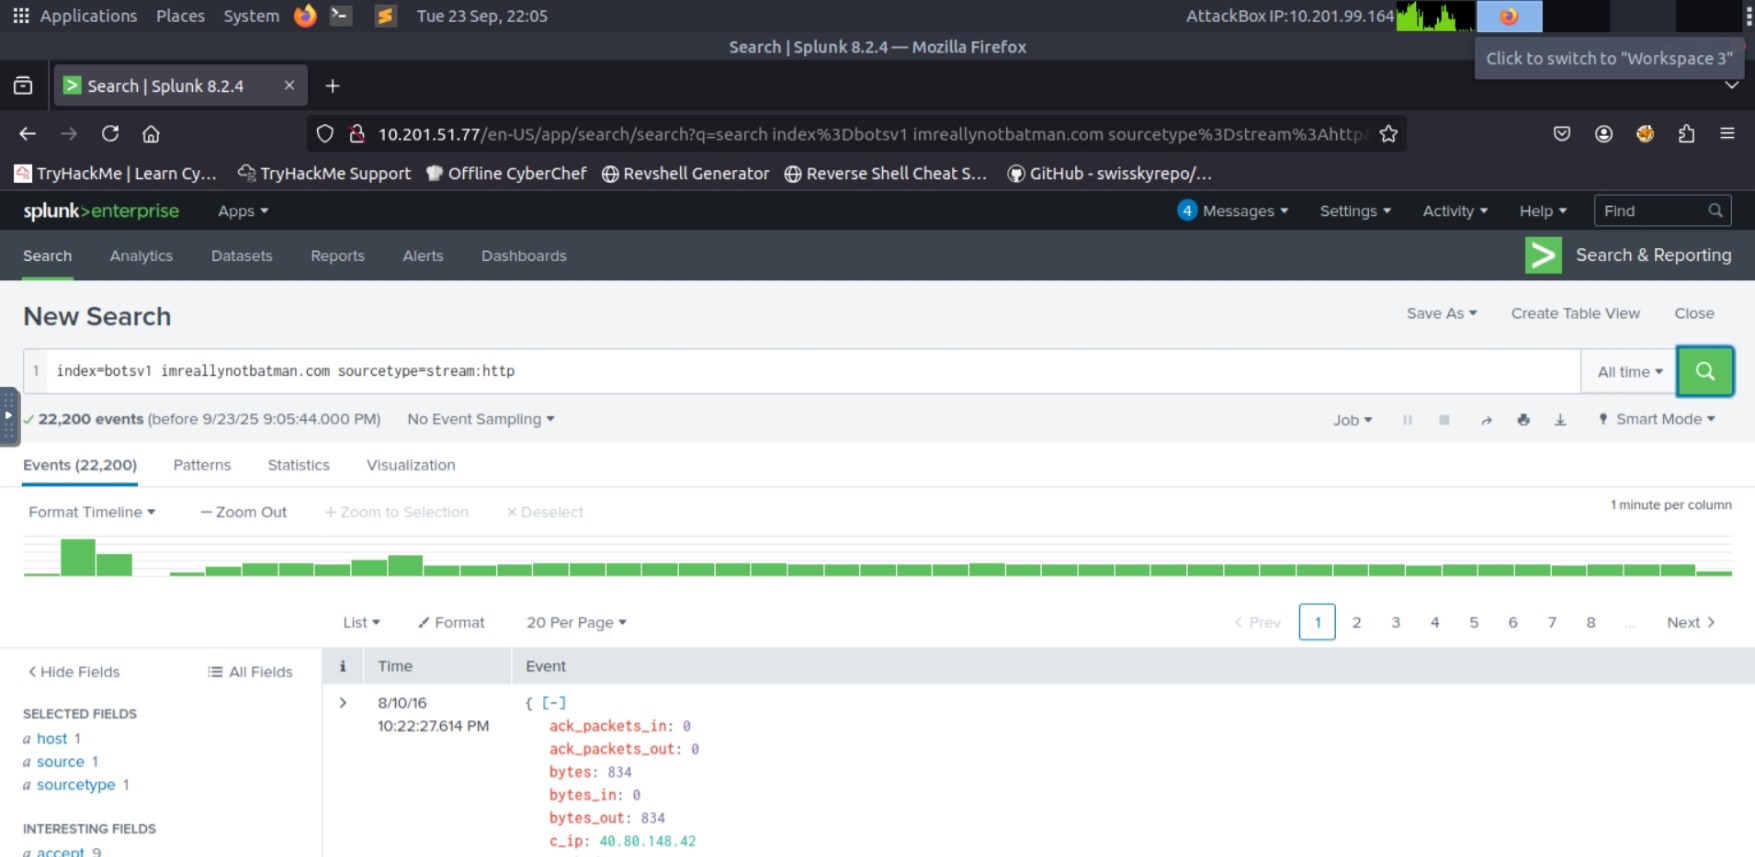 Applications Places System Tue 23 Sep, 22:05 AttackBox IP:10.201.99.164
Search | Splunk 8.2.4 — Mozilla Firefox
Click to switch to "Workspace 3"
Search | Splunk 8.2.4
10.201.51.77/en-US/app/search/search?q=search index%3Dbotsv1 imreallynotbatman.com sourcetype%3Dstream%3Ahttp
TryHackMe | Learn Cy... TryHackMe Support Offline CyberChef Revshell Generator Reverse Shell Cheat S... GitHub - swisskyrepo/...
splunk>enterprise Apps 4 Messages Settings Activity Help Find
Search Analytics Datasets Reports Alerts Dashboards Search & Reporting
New Search Save As Create Table View Close
1 index=botsv1 imreallynotbatman.com sourcetype=stream:http All time
22,200 events (before 9/23/25 9:05:44.000 PM) No Event Sampling Job Smart Mode
Events (22,200) Patterns Statistics Visualization
Format Timeline — Zoom Out + Zoom to Selection × Deselect 1 minute per column
List Format 20 Per Page < Prev 1 2 3 4 5 6 7 8 ... Next >
< Hide Fields All Fields i Time Event
SELECTED FIELDS
a host 1
a source 1
a sourcetype 1
INTERESTING FIELDS
a accept 9
> 8/10/16
10:22:27.614 PM
{ [-]
ack_packets_in: 0
ack_packets_out: 0
bytes: 834
bytes_in: 0
bytes_out: 834
c_ip: 40.80.148.42